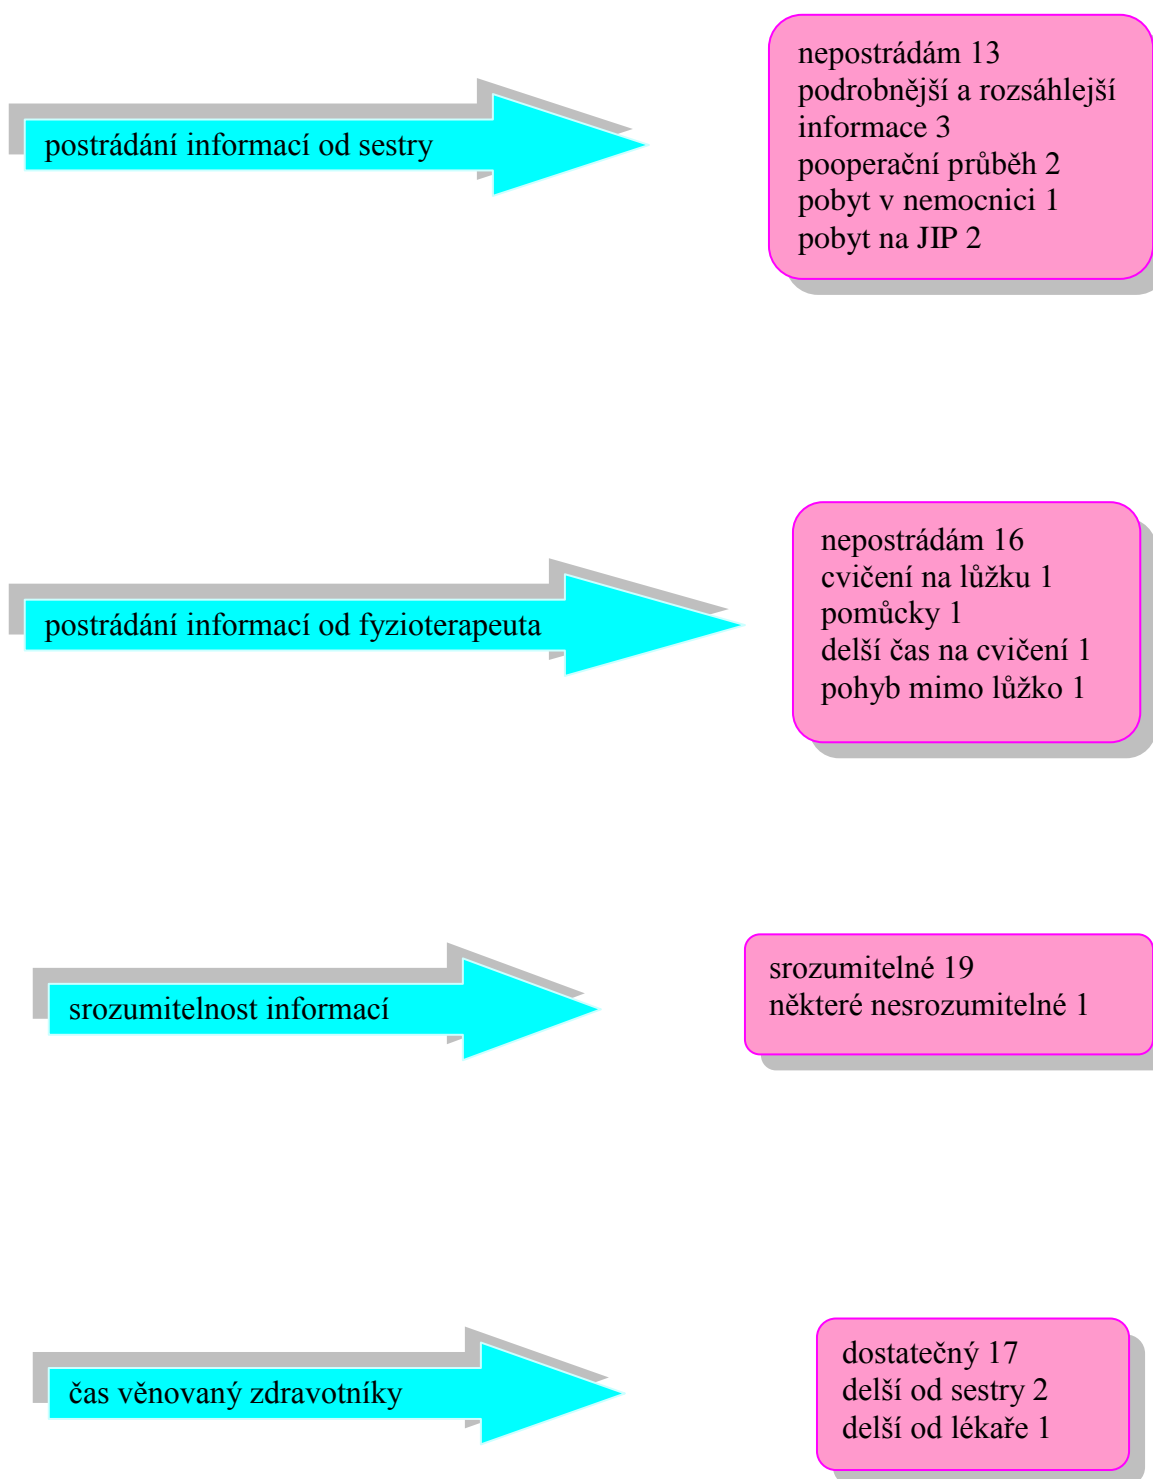 postrádání informací od sestry
nepostrádám 13
podrobnější a rozsáhlejší
informace 3
pooperační průběh 2
pobyt v nemocnici 1
pobyt na JIP 2
postrádání informací od fyzioterapeuta
nepostrádám 16
cvičení na lůžku 1
pomůcky 1
delší čas na cvičení 1
pohyb mimo lůžko 1
srozumitelnost informací
srozumitelné 19
některé nesrozumitelné 1
čas věnovaný zdravotníky
dostatečný 17
delší od sestry 2
delší od lékaře 1